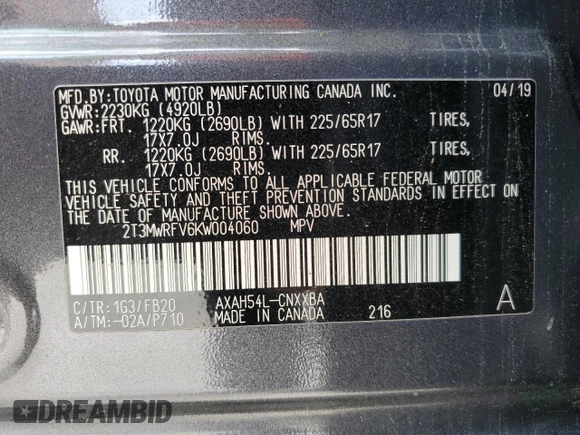 MFD.BY:TOYOTA MOTOR MANUFACTURING CANADA INC. 04/19
GVWR:2230KG (4920LB)
GAWR:FRT. 1220KG (2690LB) WITH 225/65R17 TIRES,
17X7.0J RIMS.
RR. 1220KG (2690LB) WITH 225/65R17 TIRES,
17X7.0J RIMS.
THIS VEHICLE CONFORMS TO ALL APPLICABLE FEDERAL MOTOR
VEHICLE SAFETY AND THEFT PREVENTION STANDARDS IN EFFECT ON
THE DATE OF MANUFACTURE SHOWN ABOVE.
2T3MWRFV6KW004060 MPV
C/TR:1G3/FB20 AXAH54L-CNXXBA A
A/TM:-02A/P710 MADE IN CANADA 216
DREAMBID